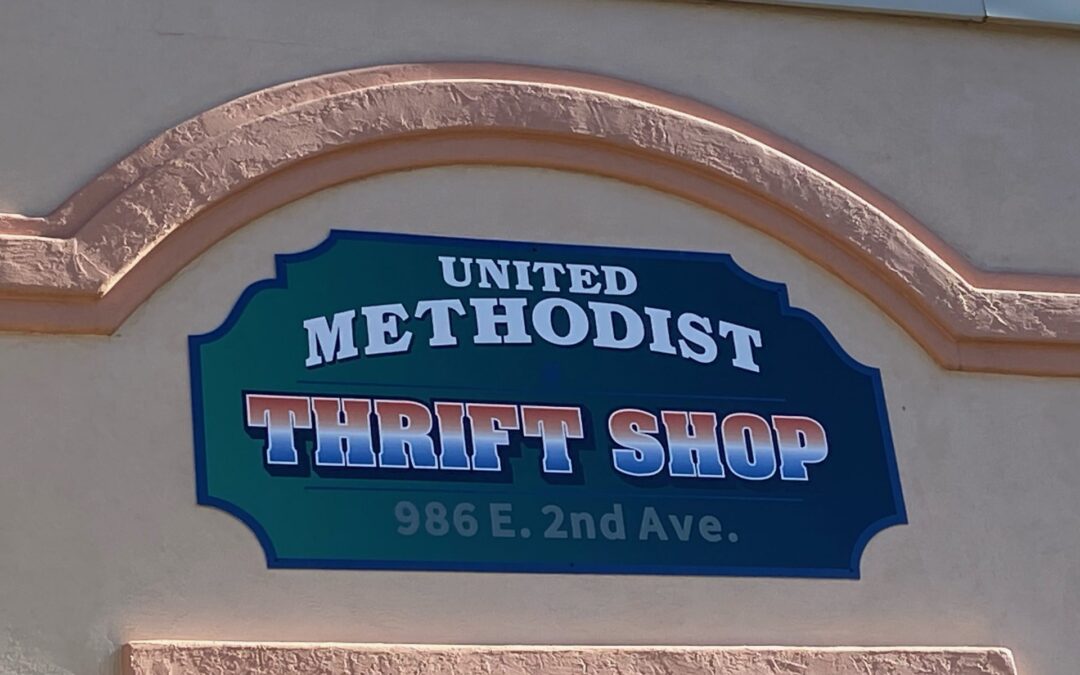 UNITED
METHODIST
THRIFT SHOP
986 E. 2nd Ave.